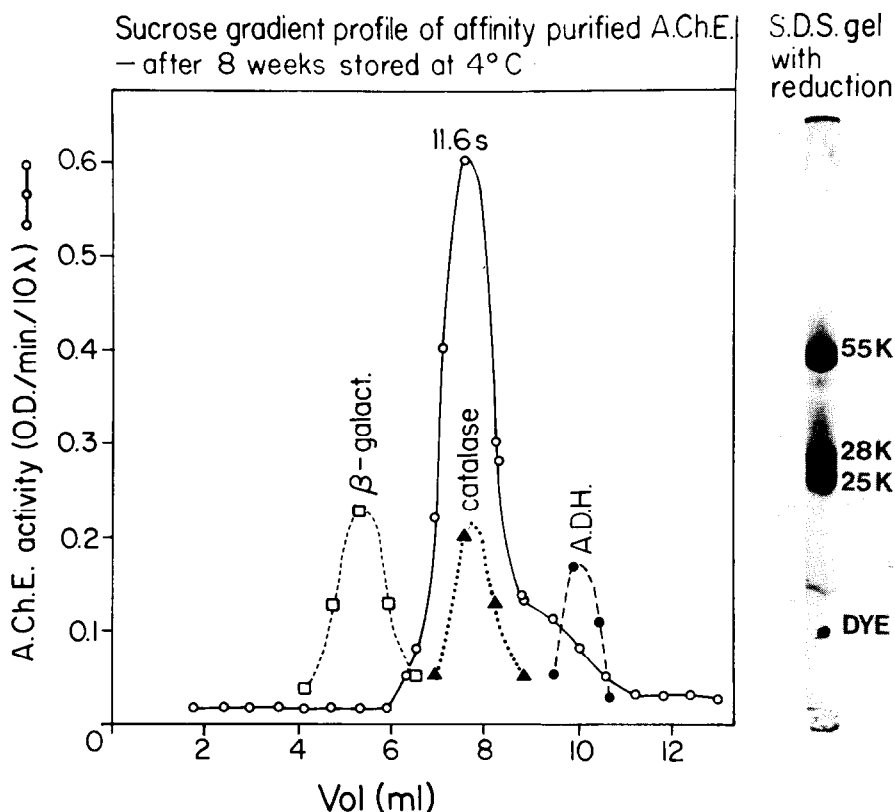 Sucrose gradient profile of affinity purified A.Ch.E.
– after 8 weeks stored at 4°C
S.D.S. gel
with
reduction
A.Ch.E. activity (O.D./min./10λ)
0.6
0.5
0.4
0.3
0.2
0.1
0
11.6 s
β-galact.
catalase
A.D.H.
2
4
6
8
10
12
Vol (ml)
55K
28K
25K
DYE